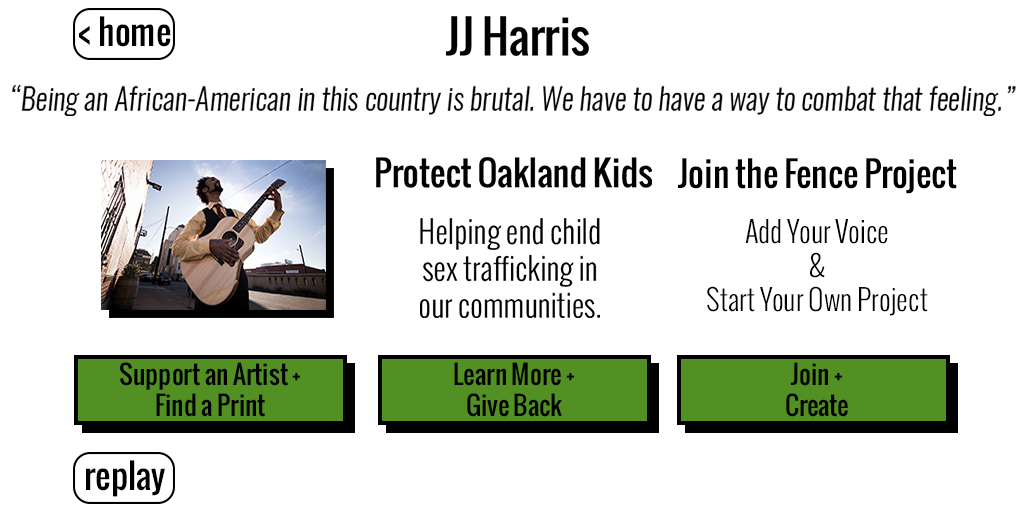 < home
JJ Harris
“Being an African-American in this country is brutal. We have to have a way to combat that feeling.”
Protect Oakland Kids
Helping end child
sex trafficking in
our communities.
Join the Fence Project
Add Your Voice
&
Start Your Own Project
Support an Artist +
Find a Print
Learn More +
Give Back
Join +
Create
replay